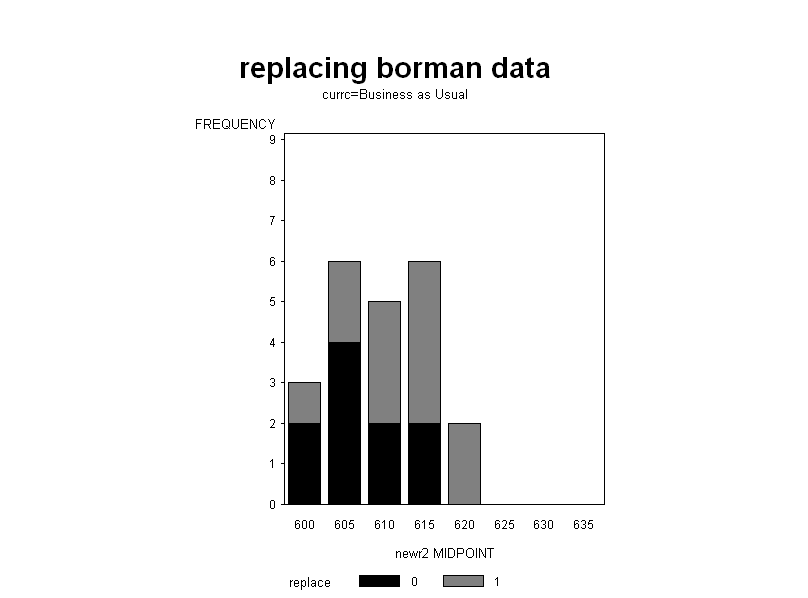 replacing borman data
currc=Business as Usual
FREQUENCY
9
8
7
6
5
4
3
2
1
0
600 605 610 615 620 625 630 635
newr2 MIDPOINT
replace 0 1